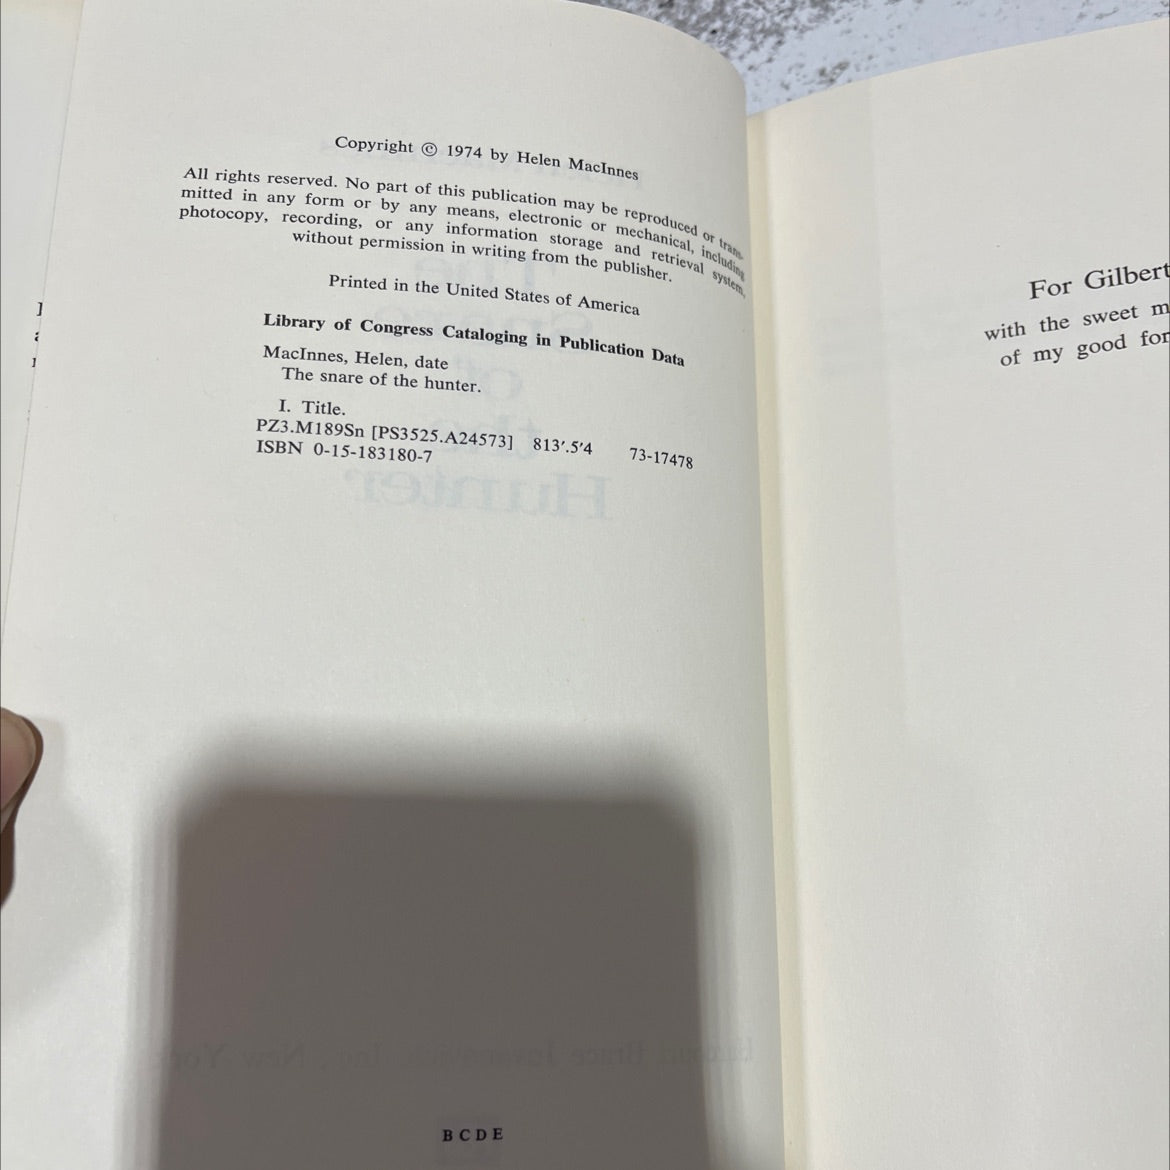 Copyright © 1974 by Helen MacInnes
All rights reserved. No part of this publication may be reproduced or trans-
mitted in any form or by any means, electronic or mechanical, including
photocopy, recording, or any information storage and retrieval system,
without permission in writing from the publisher.
Printed in the United States of America
Library of Congress Cataloging in Publication Data
MacInnes, Helen, date
The snare of the hunter.
I. Title.
PZ3.M189Sn [PS3525.A24573] 813'.5'4 73-17478
ISBN 0-15-183180-7
B C D E
For Gilbert
with the sweet m
of my good for